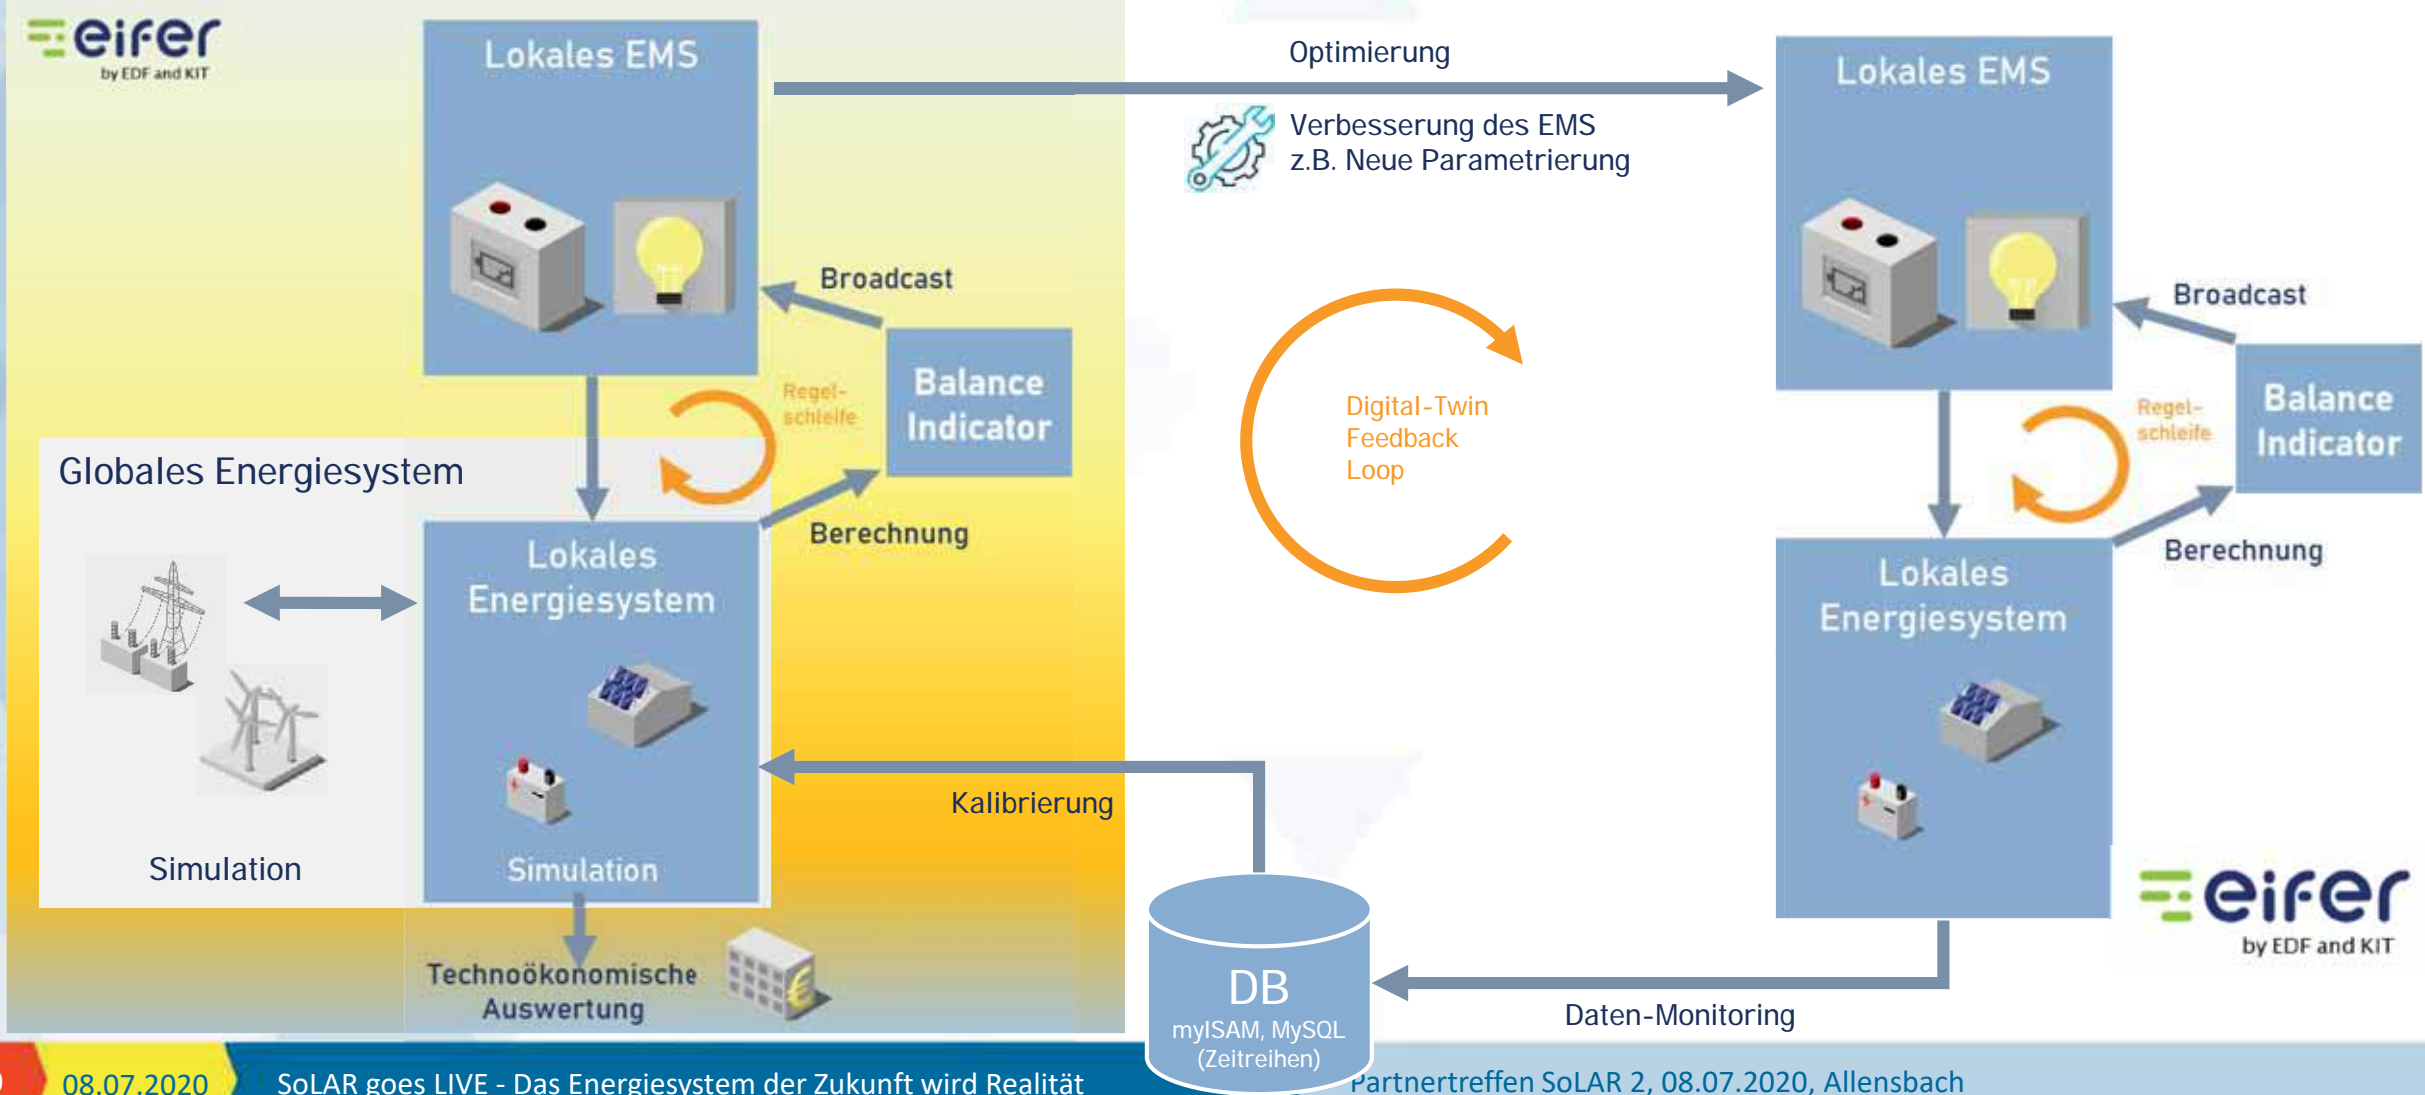 eifer
by EDF and KIT
Lokales EMS
Optimierung
Verbesserung des EMS
z.B. Neue Parametrierung
Lokales EMS
Broadcast
Balance
Indicator
Regel-
schleife
Berechnung
Globales Energiesystem
Lokales
Energiesystem
Simulation
Simulation
Technoökonomische
Auswertung
€
Digital-Twin
Feedback
Loop
Kalibrierung
Broadcast
Balance
Indicator
Regel-
schleife
Berechnung
Lokales
Energiesystem
eifer
by EDF and KIT
DB
myISAM, MySQL
(Zeitreihen)
Daten-Monitoring
08.07.2020
SoLAR goes LIVE - Das Energiesystem der Zukunft wird Realität
Partnertreffen SoLAR 2, 08.07.2020, Allensbach